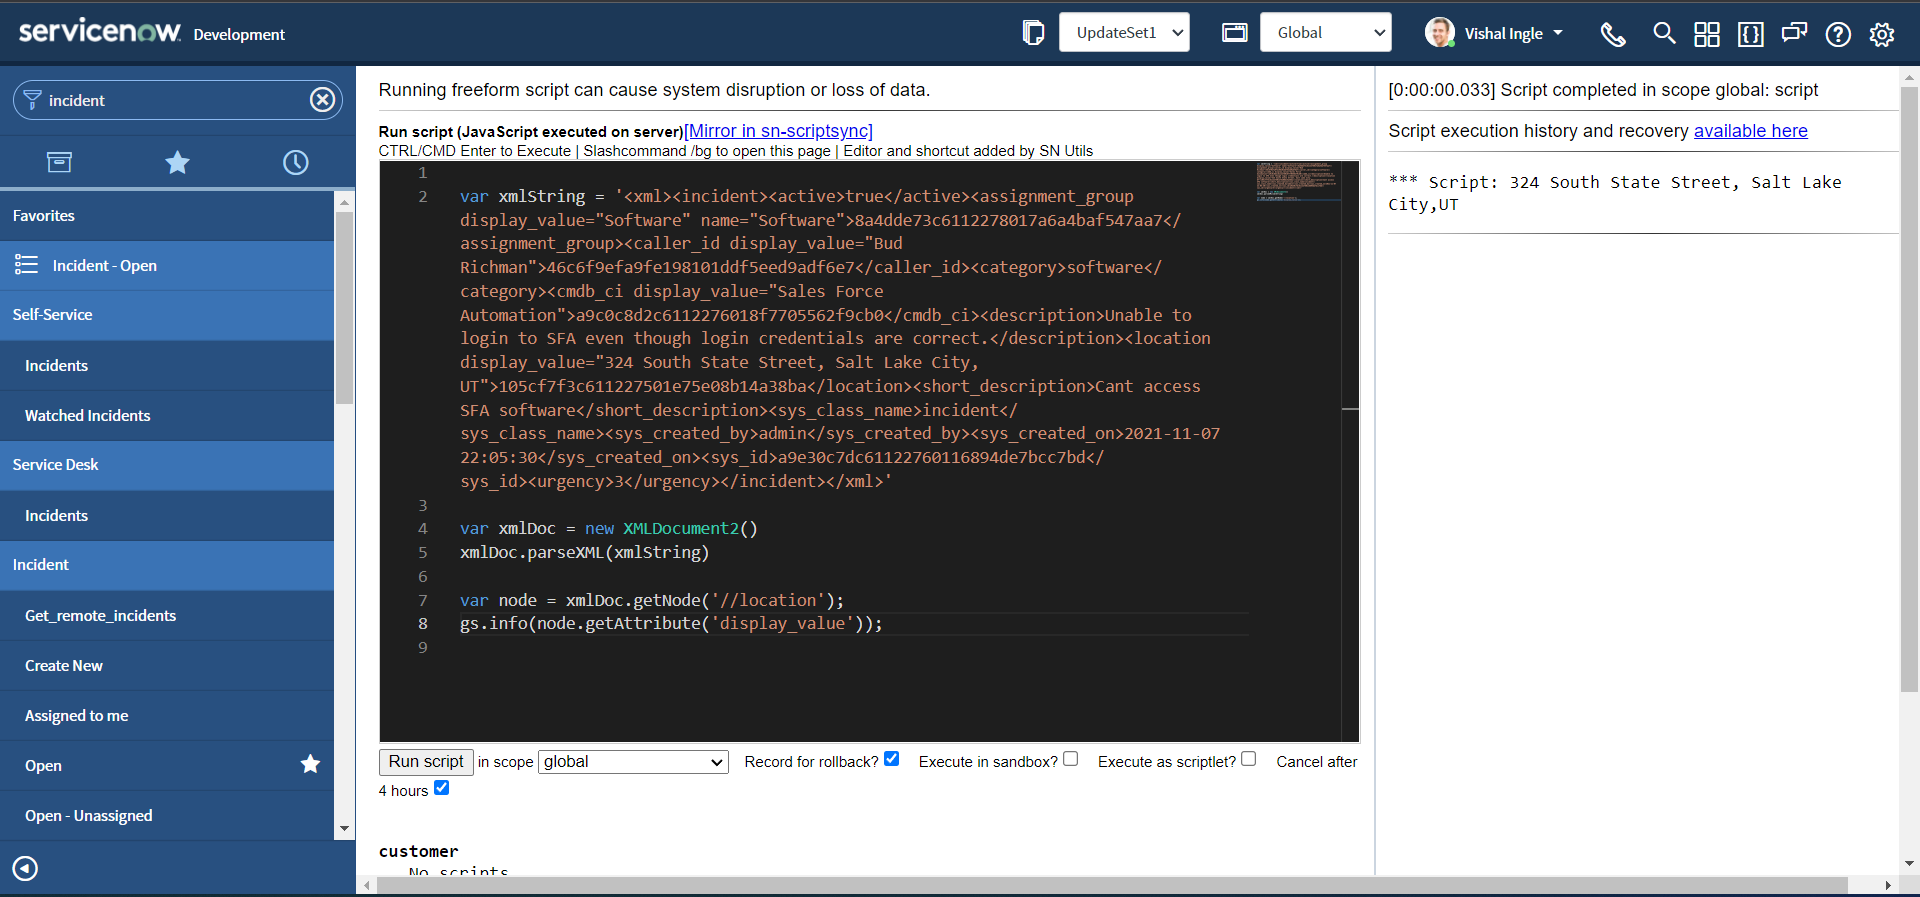 servicenow. Development
UpdateSet1
Global
Vishal Ingle
incident
Favorites
Incident - Open
Self-Service
Incidents
Watched Incidents
Service Desk
Incidents
Incident
Get_remote_incidents
Create New
Assigned to me
Open
Open - Unassigned
Running freeform script can cause system disruption or loss of data.
Run script (JavaScript executed on server)[Mirror in sn-scriptsync]
CTRL/CMD Enter to Execute | Slashcommand /bg to open this page | Editor and shortcut added by SN Utils
1
2 var xmlString = '<xml><incident><active>true</active><assignment_group
display_value="Software" name="Software">8a4dde73c6112278017a6a4baf547aa7</
assignment_group><caller_id display_value="Bud
Richman">46c6f9efa9fe198101ddf5eed9adf6e7</caller_id><category>software</
category><cmdb_ci display_value="Sales Force
Automation">a9c0c8d2c6112276018f7705562f9cb0</cmdb_ci><description>Unable to
login to SFA even though login credentials are correct.</description><location
display_value="324 South State Street, Salt Lake City,
UT">105cf7f3c611227501e75e08b14a38ba</location><short_description>Cant access
SFA software</short_description><sys_class_name>incident</
sys_class_name><sys_created_by>admin</sys_created_by><sys_created_on>2021-11-07
22:05:30</sys_created_on><sys_id>a9e30c7dc61122760116894de7bcc7bd</
sys_id><urgency>3</urgency></incident></xml>'
3
4 var xmlDoc = new XMLDocument2()
5 xmlDoc.parseXML(xmlString)
6
7 var node = xmlDoc.getNode('//location');
8 gs.info(node.getAttribute('display_value'));
9
Run script in scope global Record for rollback? Execute in sandbox? Execute as scriptlet? Cancel after
4 hours
customer
No scripts
[0:00:00.033] Script completed in scope global: script
Script execution history and recovery available here
*** Script: 324 South State Street, Salt Lake
City,UT